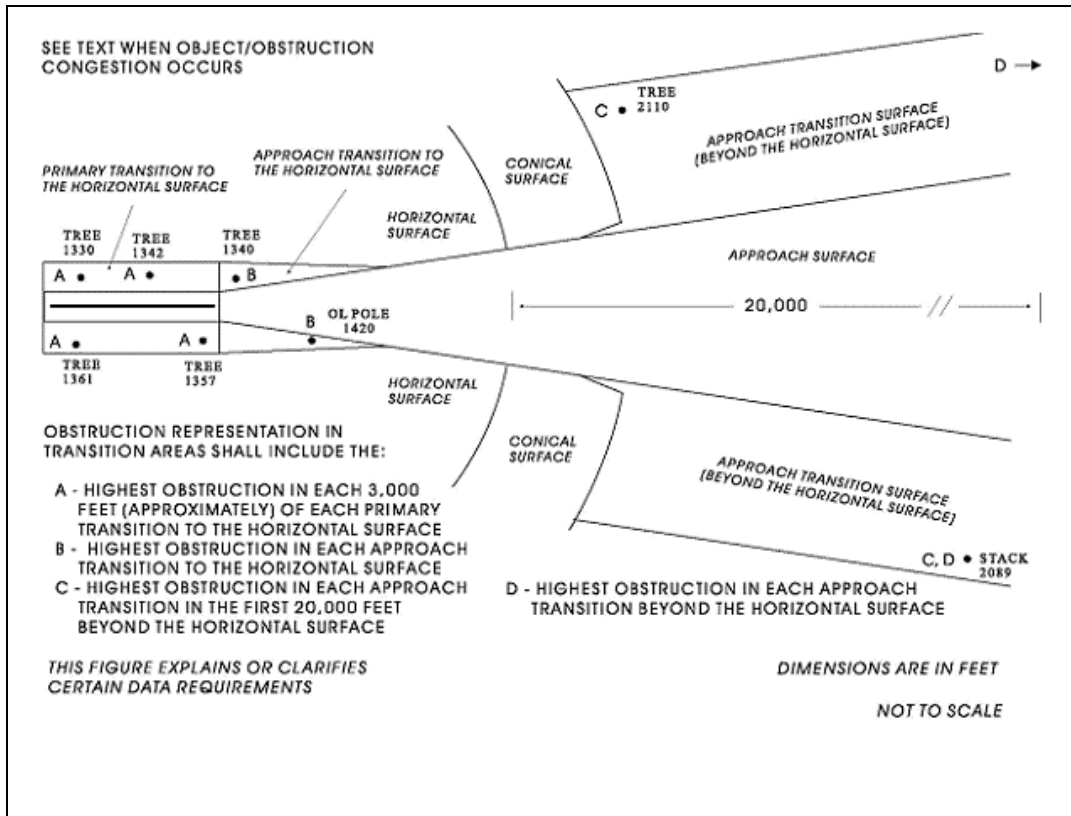 SEE TEXT WHEN OBJECT/OBSTRUCTION
CONGESTION OCCURS
D
C
TREE
2110
APPROACH TRANSITION SURFACE
(BEYOND THE HORIZONTAL SURFACE)
PRIMARY TRANSITION TO
THE HORIZONTAL SURFACE
APPROACH TRANSITION TO
THE HORIZONTAL SURFACE
CONICAL
SURFACE
HORIZONTAL
SURFACE
TREE
1330
TREE
1342
TREE
1340
A
A
B
APPROACH SURFACE
20,000
B
OL POLE
1420
A
A
TREE
1361
TREE
1357
HORIZONTAL
SURFACE
CONICAL
SURFACE
APPROACH TRANSITION SURFACE
(BEYOND THE HORIZONTAL SURFACE)
C, D
STACK
2089
OBSTRUCTION REPRESENTATION IN
TRANSITION AREAS SHALL INCLUDE THE:
A - HIGHEST OBSTRUCTION IN EACH 3,000
FEET (APPROXIMATELY) OF EACH PRIMARY
TRANSITION TO THE HORIZONTAL SURFACE
B - HIGHEST OBSTRUCTION IN EACH APPROACH
TRANSITION TO THE HORIZONTAL SURFACE
C - HIGHEST OBSTRUCTION IN EACH APPROACH
TRANSITION IN THE FIRST 20,000 FEET
BEYOND THE HORIZONTAL SURFACE
D - HIGHEST OBSTRUCTION IN EACH APPROACH
TRANSITION BEYOND THE HORIZONTAL SURFACE
THIS FIGURE EXPLAINS OR CLARIFIES
CERTAIN DATA REQUIREMENTS
DIMENSIONS ARE IN FEET
NOT TO SCALE